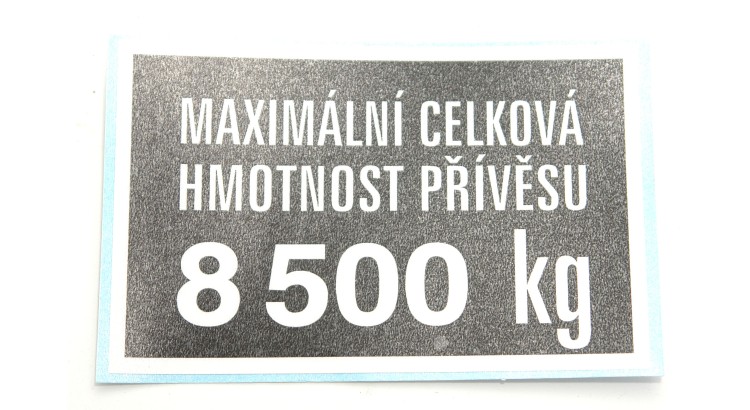 MAXIMÁLNÍ CELKOVÁ
HMOTNOST PŘÍVĚSU
8 500 kg